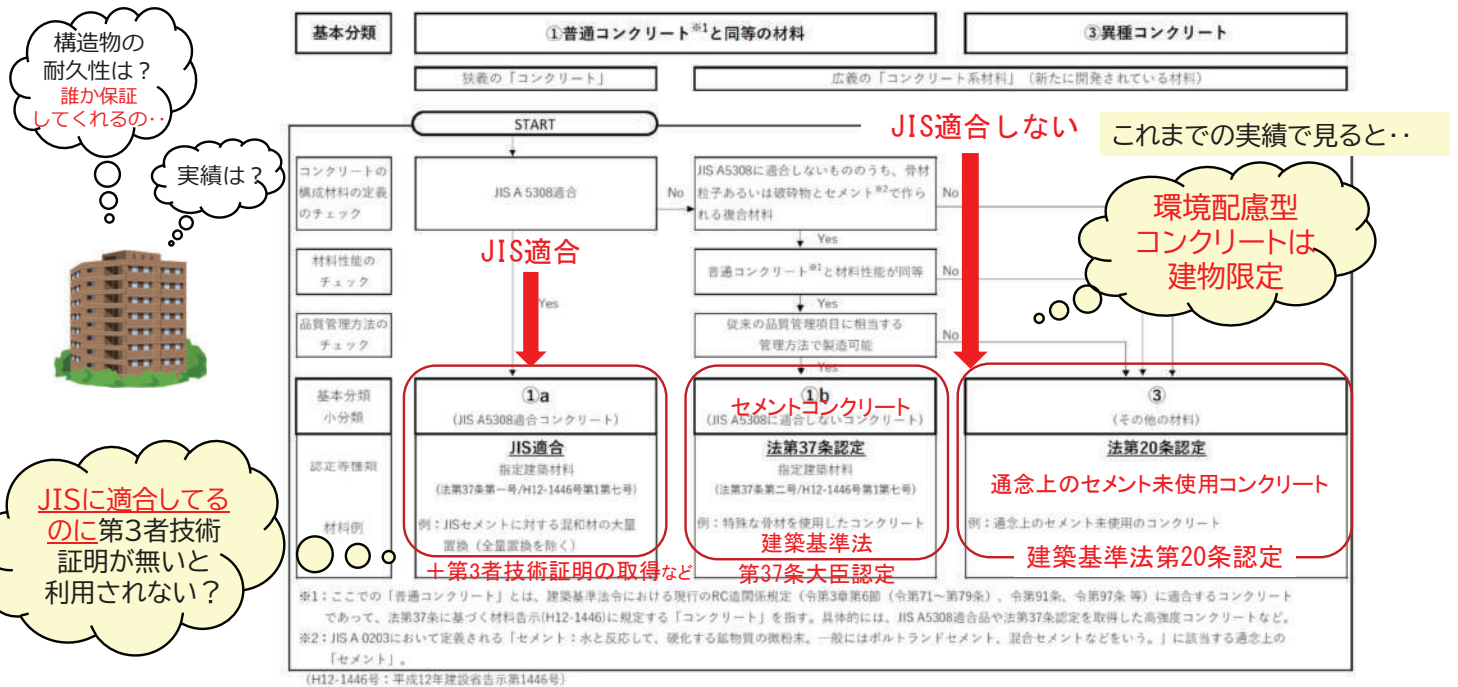 構造物の
耐久性は？
誰か保証
してくれるの‥
実績は？
JISに適合してる
のに第3者技術
証明が無いと
利用されない？
基本分類
①普通コンクリート※1と同等の材料
③異種コンクリート
狭義の「コンクリート」
広義の「コンクリート系材料」（新たに開発されている材料）
START
JIS適合しない
これまでの実績で見ると‥
環境配慮型
コンクリートは
建物限定
コンクリートの
構成材料の定義
のチェック
JIS A 5308適合
No
JIS A5308に適合しないもののうち、骨材
粒子あるいは破砕物とセメント※2で作ら
れる複合材料
No
Yes
JIS適合
Yes
材料性能の
チェック
普通コンクリート※1と材料性能が同等
No
Yes
品質管理方法の
チェック
従来の品質管理項目に相当する
管理方法で製造可能
No
Yes
基本分類
小分類
①a
(JIS A5308適合コンクリート)
①b
セメントコンクリート
(JIS A5308に適合しないコンクリート)
③
(その他の材料)
認定等種類
JIS適合
指定建築材料
(法第37条第一号/H12-1446号第1第七号)
法第37条認定
指定建築材料
(法第37条第二号/H12-1446号第1第七号)
法第20条認定
通念上のセメント未使用コンクリート
材料例
例：JISセメントに対する混和材の大量
置換（全量置換を除く）
＋第3者技術証明の取得など
例：特殊な骨材を使用したコンクリート
建築基準法
第37条大臣認定
例：通念上のセメント未使用のコンクリート
建築基準法第20条認定
※1：ここでの「普通コンクリート」とは、建築基準法令における現行のRC造関係規定（令第3章第6節（令第71～第79条）、令第91条、令第97条 等）に適合するコンクリート
であって、法第37条に基づく材料告示(H12-1446)に規定する「コンクリート」を指す。具体的には、JIS A5308適合品や法第37条認定を取得した高強度コンクリートなど。
※2：JIS A 0203において定義される「セメント：水と反応して、硬化する鉱物質の微粉末。一般にはポルトランドセメント、混合セメントなどをいう。」に該当する通念上の
「セメント」。
(H12-1446号：平成12年建設省告示第1446号)